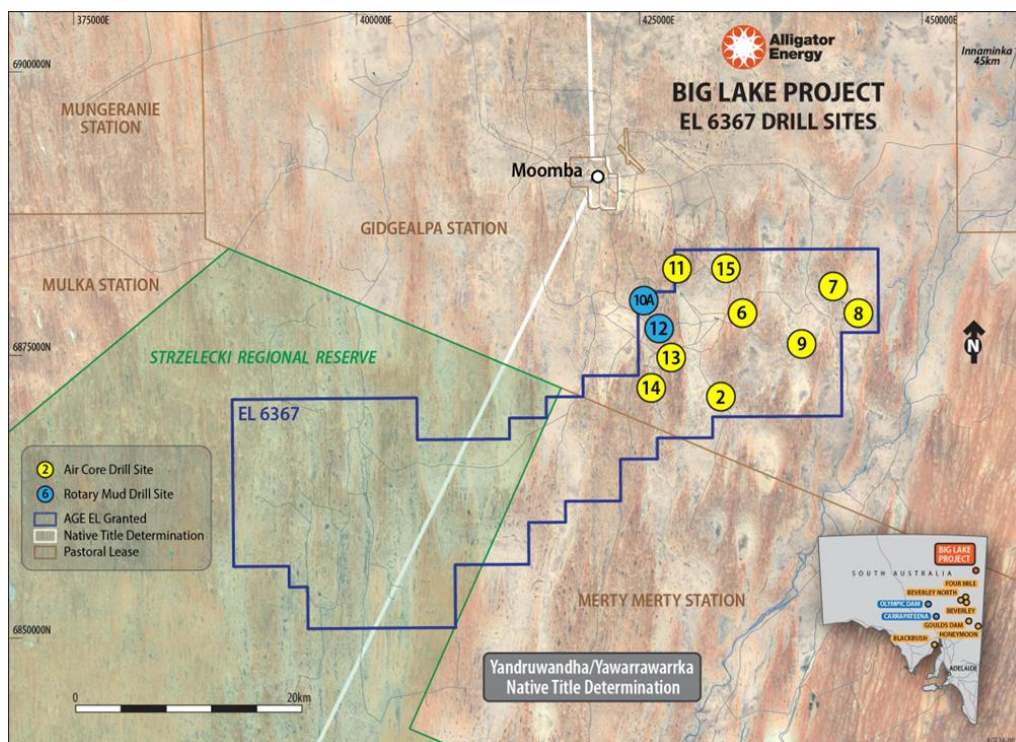 375000E
400000E
425000E
450000E
6900000N
6875000N
6850000N
Alligator
Energy
BIG LAKE PROJECT
EL 6367 DRILL SITES
Innaminka
45km
MUNGERANIE
STATION
Moomba
GIDGEALPA STATION
MULKA STATION
STRZELECKI REGIONAL RESERVE
11
15
7
10A
6
8
12
9
13
14
2
N
EL 6367
2 Air Core Drill Site
6 Rotary Mud Drill Site
AGE EL Granted
Native Title Determination
Pastoral Lease
MERTY MERTY STATION
Yandruwandha/Yawarrawarrka
Native Title Determination
0
20km
BIG LAKE
PROJECT
SOUTH AUSTRALIA
FOUR MILE
BEVERLEY NORTH
OLYMPIC DAM
BEVERLEY
CARRAPATEENA
GOULDS DAM
HONEYMOON
BLACKBUSH
ADELAIDE